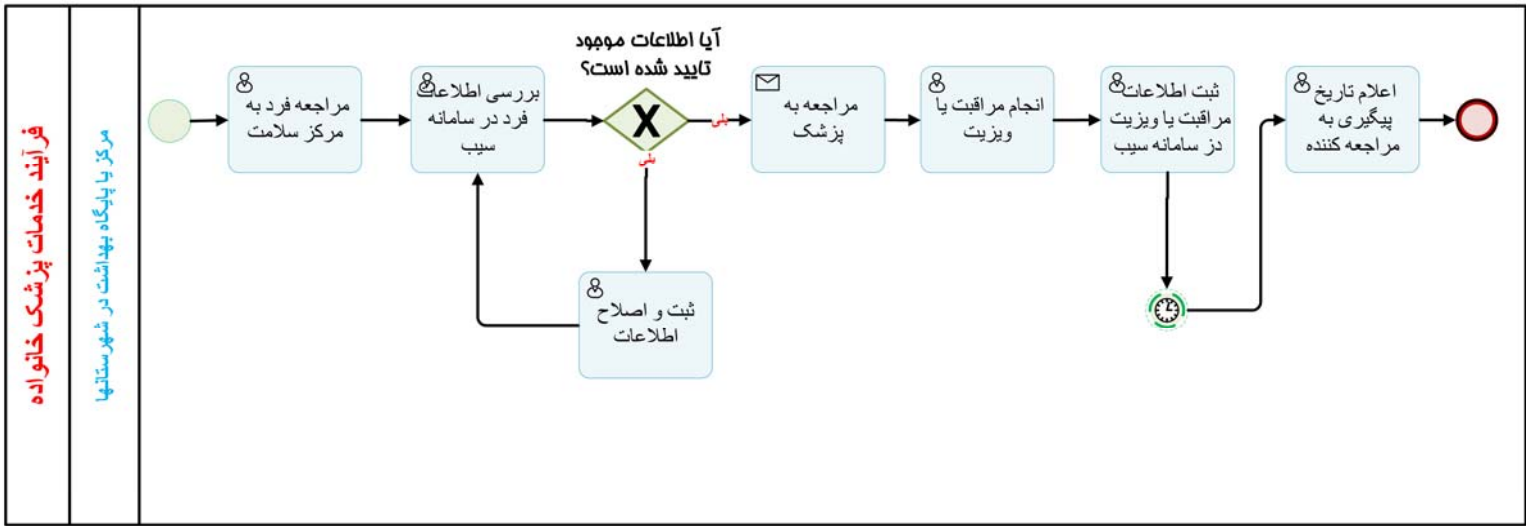 فرآیند خدمات پزشک خانواده
مرکز یا پایگاه بهداشت در شهرستانها
مراجعه فرد به
مرکز سلامت
بررسی اطلاعات
فرد در سامانه
سیب
آیا اطلاعات موجود
تایید شده است؟
بلی
بلی
ثبت و اصلاح
اطلاعات
مراجعه به
پزشک
انجام مراقبت یا
ویزیت
ثبت اطلاعات
مراقبت یا ویزیت
دز سامانه سیب
اعلام تاریخ
پیگیری به
مراجعه کننده